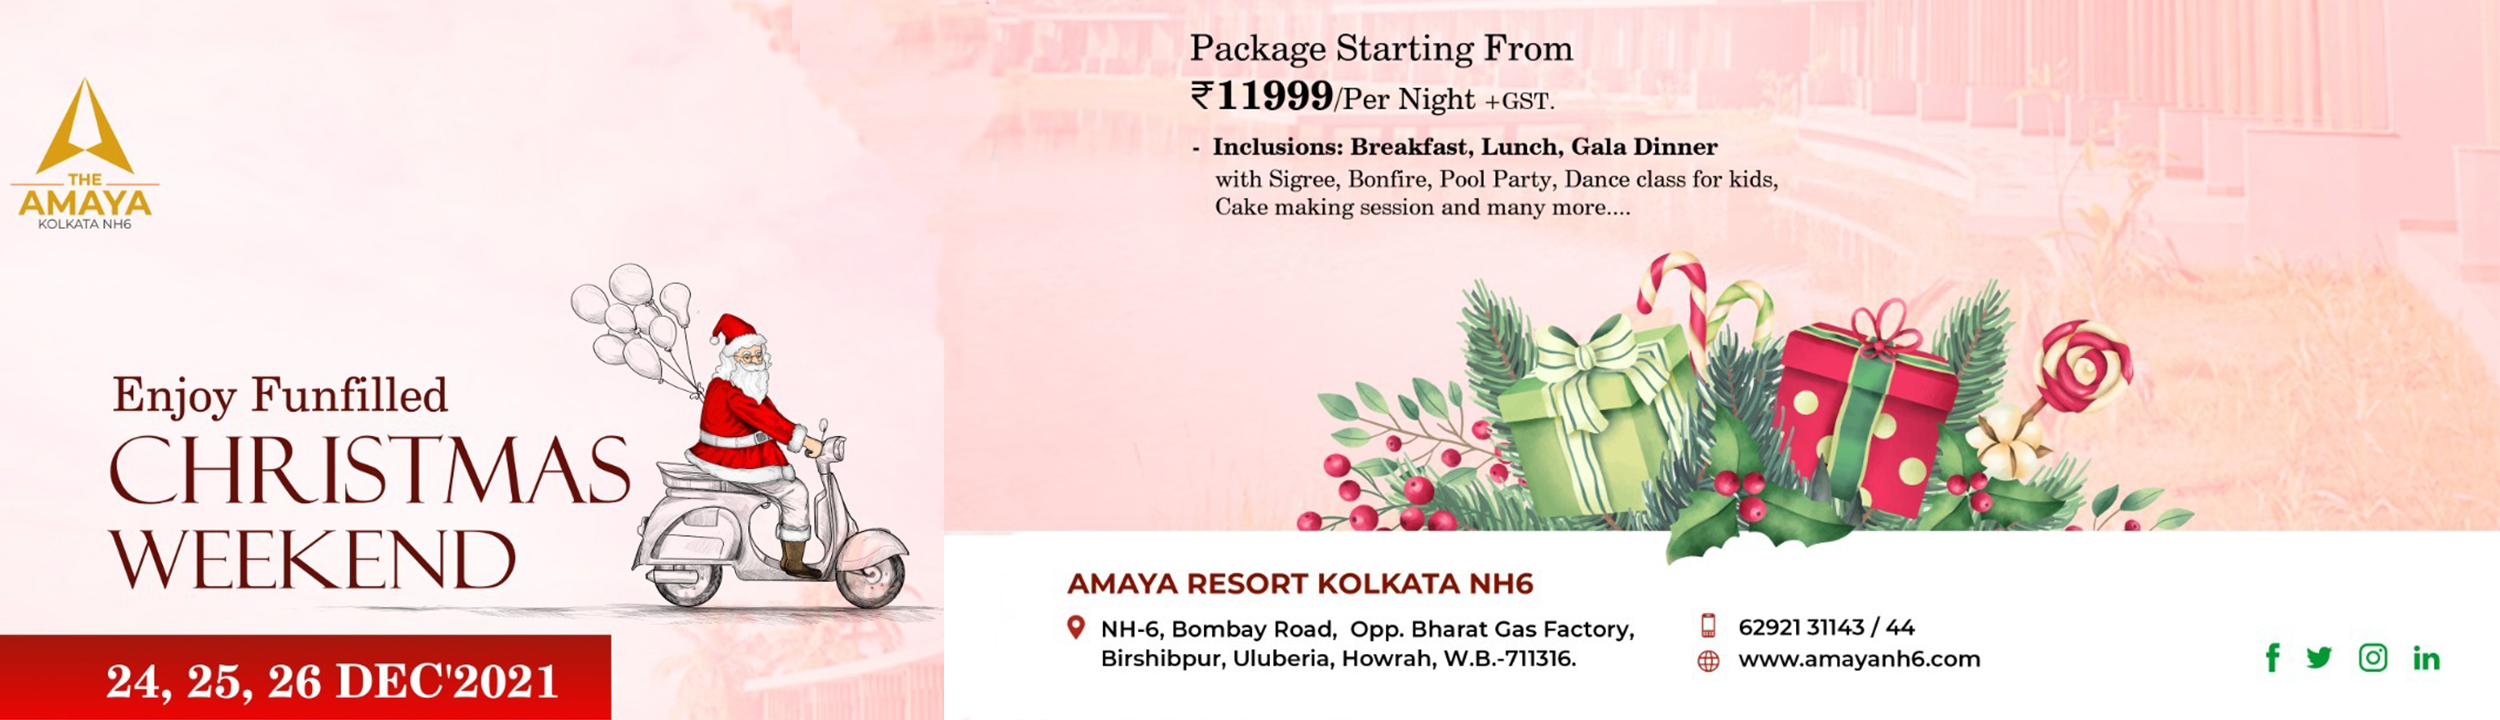 THE
AMAYA
KOLKATA NH6
Enjoy Funfilled
CHRISTMAS
WEEKEND
24, 25, 26 DEC'2021
Package Starting From
₹11999/Per Night +GST.
- Inclusions: Breakfast, Lunch, Gala Dinner
with Sigree, Bonfire, Pool Party, Dance class for kids,
Cake making session and many more....
AMAYA RESORT KOLKATA NH6
NH-6, Bombay Road, Opp. Bharat Gas Factory,
Birshibpur, Uluberia, Howrah, W.B.-711316.
62921 31143 / 44
www.amayanh6.com